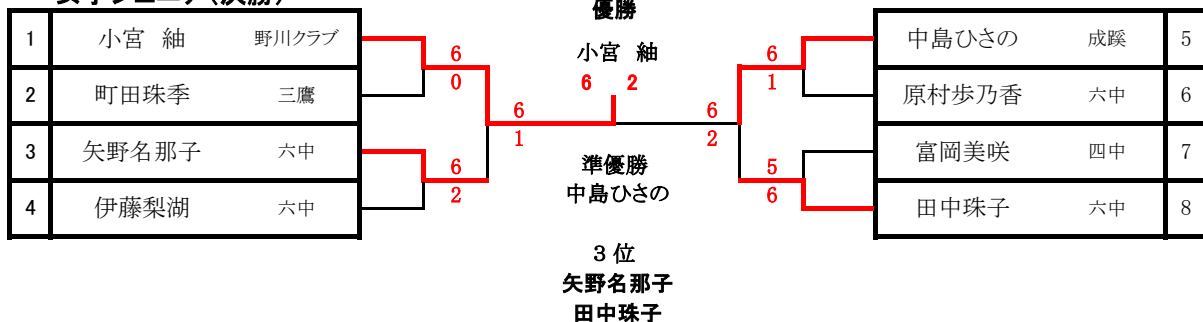 優勝
1 小宮 紬 野川クラブ
2 町田珠季 三鷹
3 矢野名那子 六中
4 伊藤梨湖 六中
6
0
6
2
6
1
小宮 紬
6 2
準優勝
中島ひさの
3位
矢野名那子
田中珠子
6
2
6
1
5
6
中島ひさの 成蹊 5
原村歩乃香 六中 6
富岡美咲 四中 7
田中珠子 六中 8